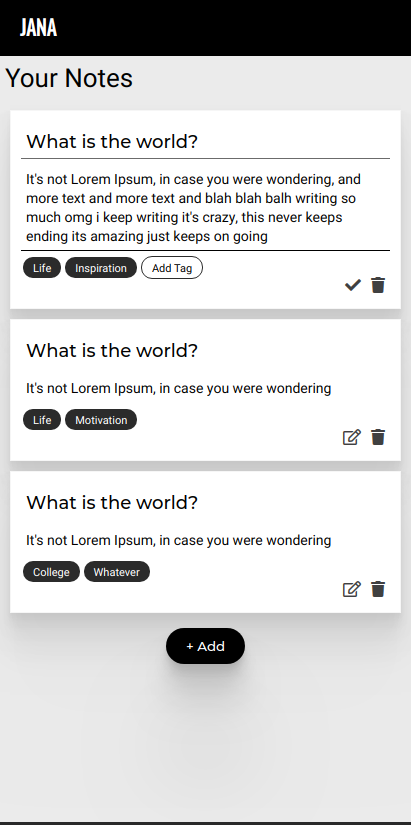 JANA
Your Notes
What is the world?
It's not Lorem Ipsum, in case you were wondering, and
more text and more text and blah blah balh writing so
much omg i keep writing it's crazy, this never keeps
ending its amazing just keeps on going
Life Inspiration Add Tag
What is the world?
It's not Lorem Ipsum, in case you were wondering
Life Motivation
What is the world?
It's not Lorem Ipsum, in case you were wondering
College Whatever
+ Add